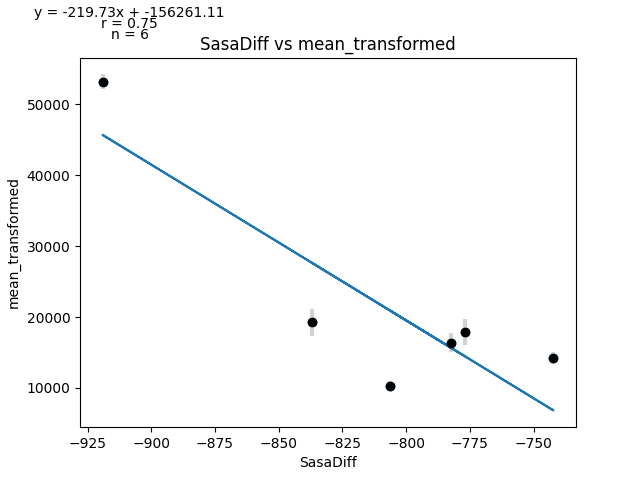 y = -219.73x + -156261.11
r = 0.75
n = 6
SasaDiff vs mean_transformed
50000
40000
30000
20000
10000
mean_transformed
−925
−900
−875
−850
−825
−800
−775
−750
SasaDiff